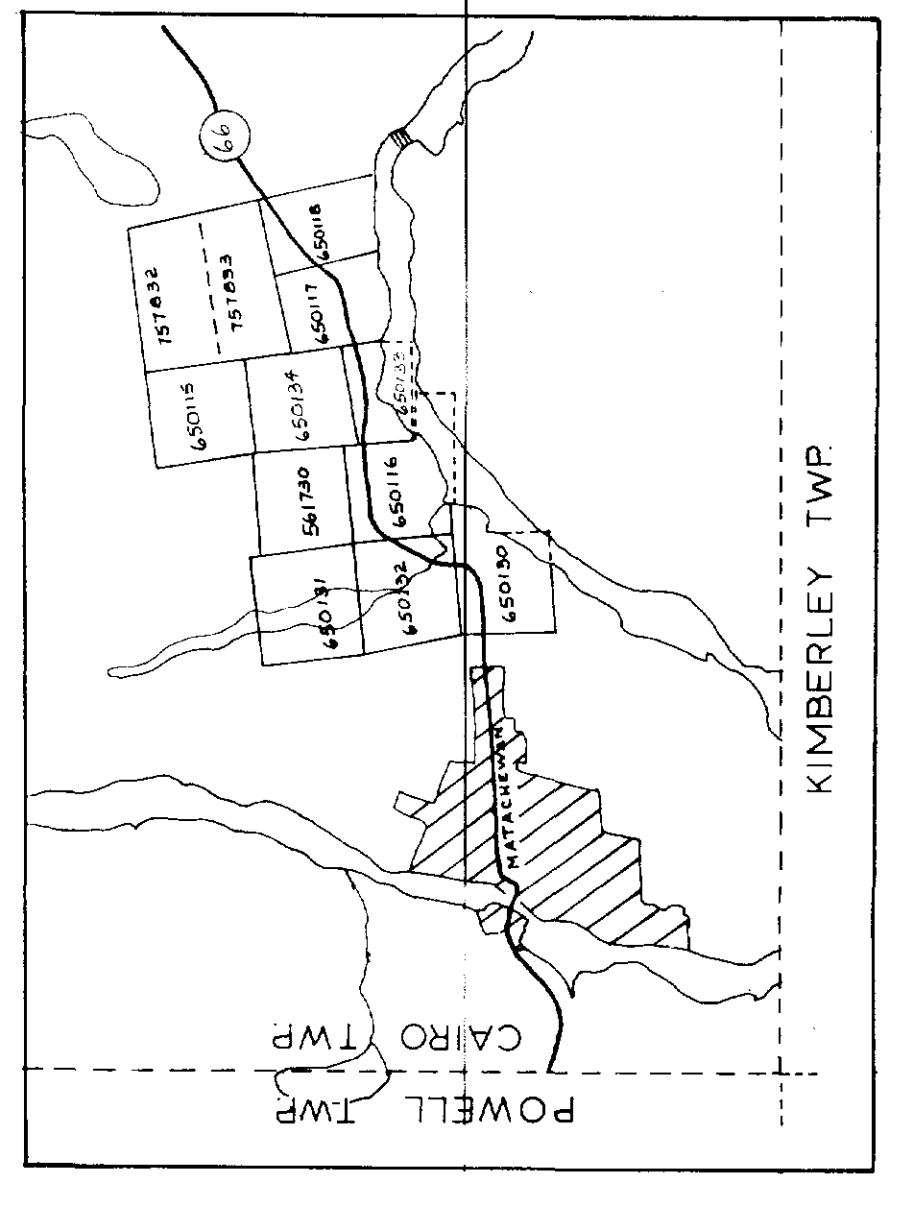 66
757832
757833
650118
650117
650115
650134
650133
561730
650116
650131
650132
650130
MATACHEWAN
KIMBERLEY TWP.
CAIRO
TWP.
POWELL TWP.